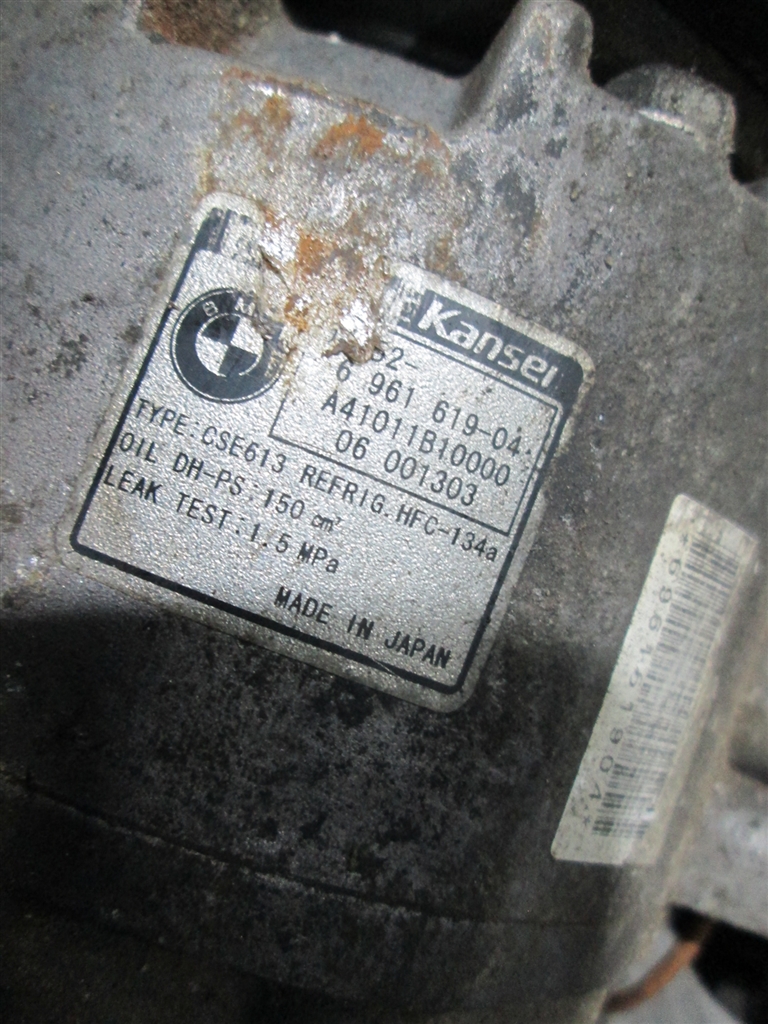 Kansei
BMW
6 961 619-04
A41011B10000
06 001303
TYPE:CSE613 REFRIG.HFC-134a
OIL DH-PS:150 cm³
LEAK TEST:1.5 MPa
MADE IN JAPAN